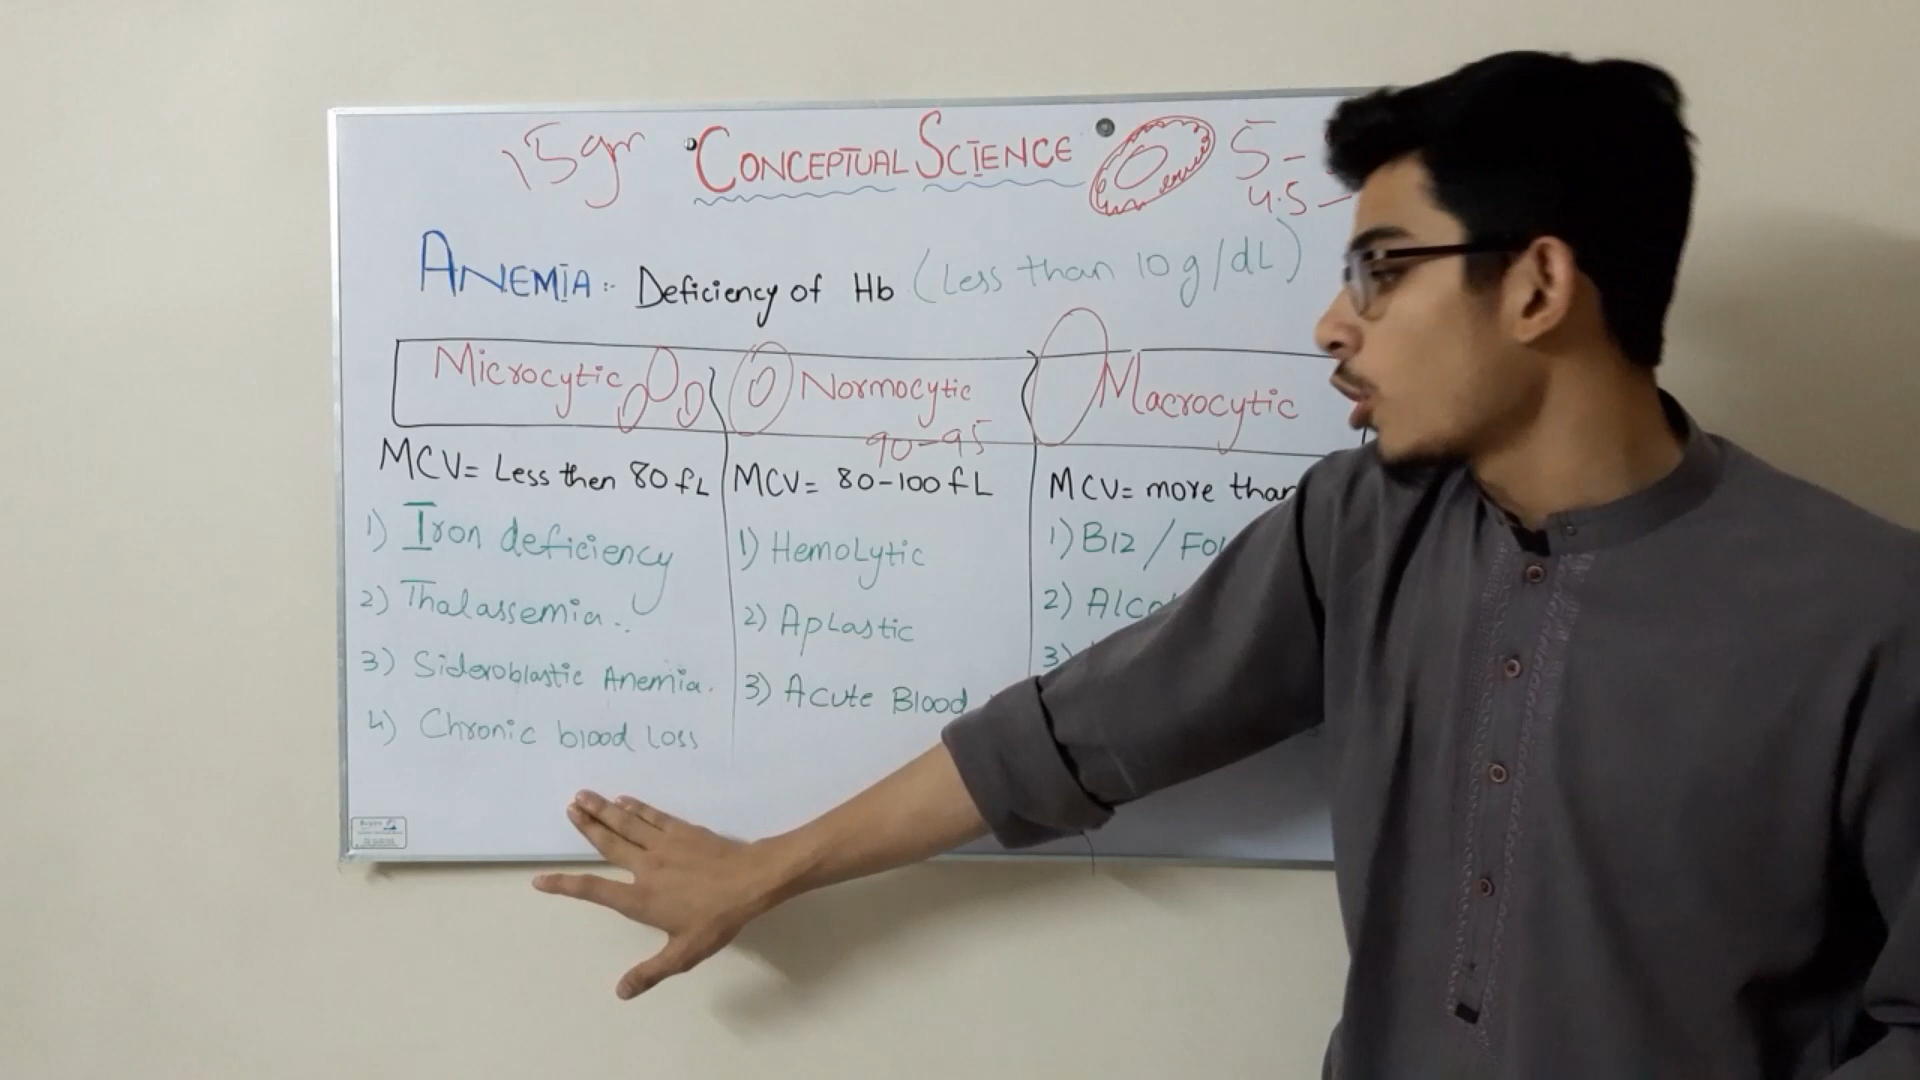 15gm CONCEPTUAL SCIENCE 5-
4.5-
ANEMIA:- Deficiency of Hb (Less than 10g/dL)
Microcytic Normocytic Macrocytic
90-95
MCV= Less then 80 fL MCV= 80-100 fL MCV= more than
1) Iron deficiency 1) HemoLytic 1) B12 /
2) Thalassemia.. 2) ApLastic 2)
3) Sideroblastic Anemia. 3) Acute Blood 3)
4) Chronic blood Loss